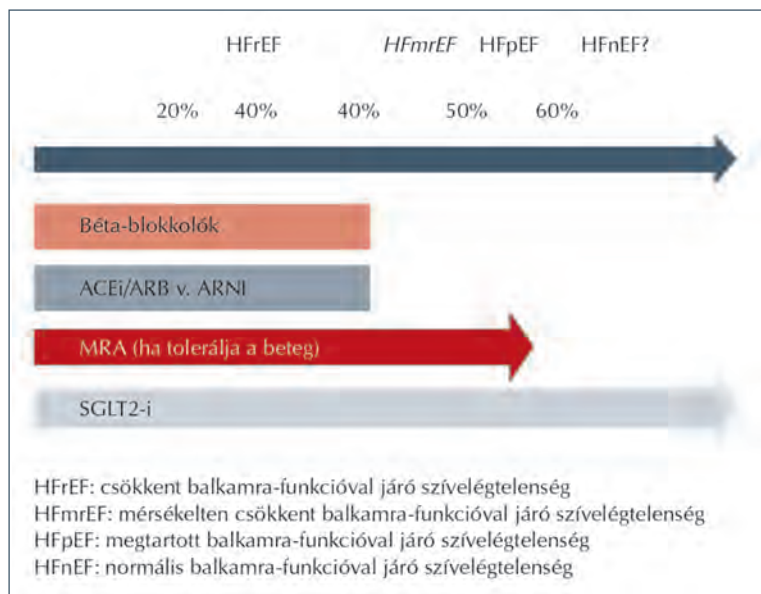 HFrEF HFmrEF HFpEF HFnEF?
20% 40% 40% 50% 60%
Béta-blokkolók
ACEi/ARB v. ARNI
MRA (ha tolerálja a beteg)
SGLT2-i
HFrEF: csökkent balkamra-funkcióval járó szívelégtelenség
HFmrEF: mérsékelten csökkent balkamra-funkcióval járó szívelégtelenség
HFpEF: megtartott balkamra-funkcióval járó szívelégtelenség
HFnEF: normális balkamra-funkcióval járó szívelégtelenség